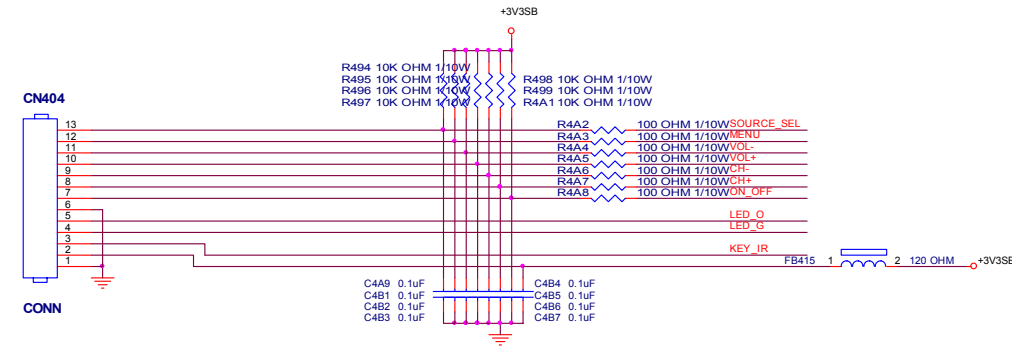 +3V3SB
R494 10K OHM 1/10W
R495 10K OHM 1/10W
R496 10K OHM 1/10W
R497 10K OHM 1/10W
R498 10K OHM 1/10W
R499 10K OHM 1/10W
R4A1 10K OHM 1/10W
CN404
13
12
11
10
9
8
7
6
5
4
3
2
1
R4A2 100 OHM 1/10W SOURCE_SEL
R4A3 100 OHM 1/10W MENU
R4A4 100 OHM 1/10W VOL-
R4A5 100 OHM 1/10W VOL+
R4A6 100 OHM 1/10W CH-
R4A7 100 OHM 1/10W CH+
R4A8 100 OHM 1/10W ON_OFF
LED_O
LED_G
KEY_IR
FB415 1 2 120 OHM +3V3SB
CONN
C4A9 0.1uF
C4B1 0.1uF
C4B2 0.1uF
C4B3 0.1uF
C4B4 0.1uF
C4B5 0.1uF
C4B6 0.1uF
C4B7 0.1uF